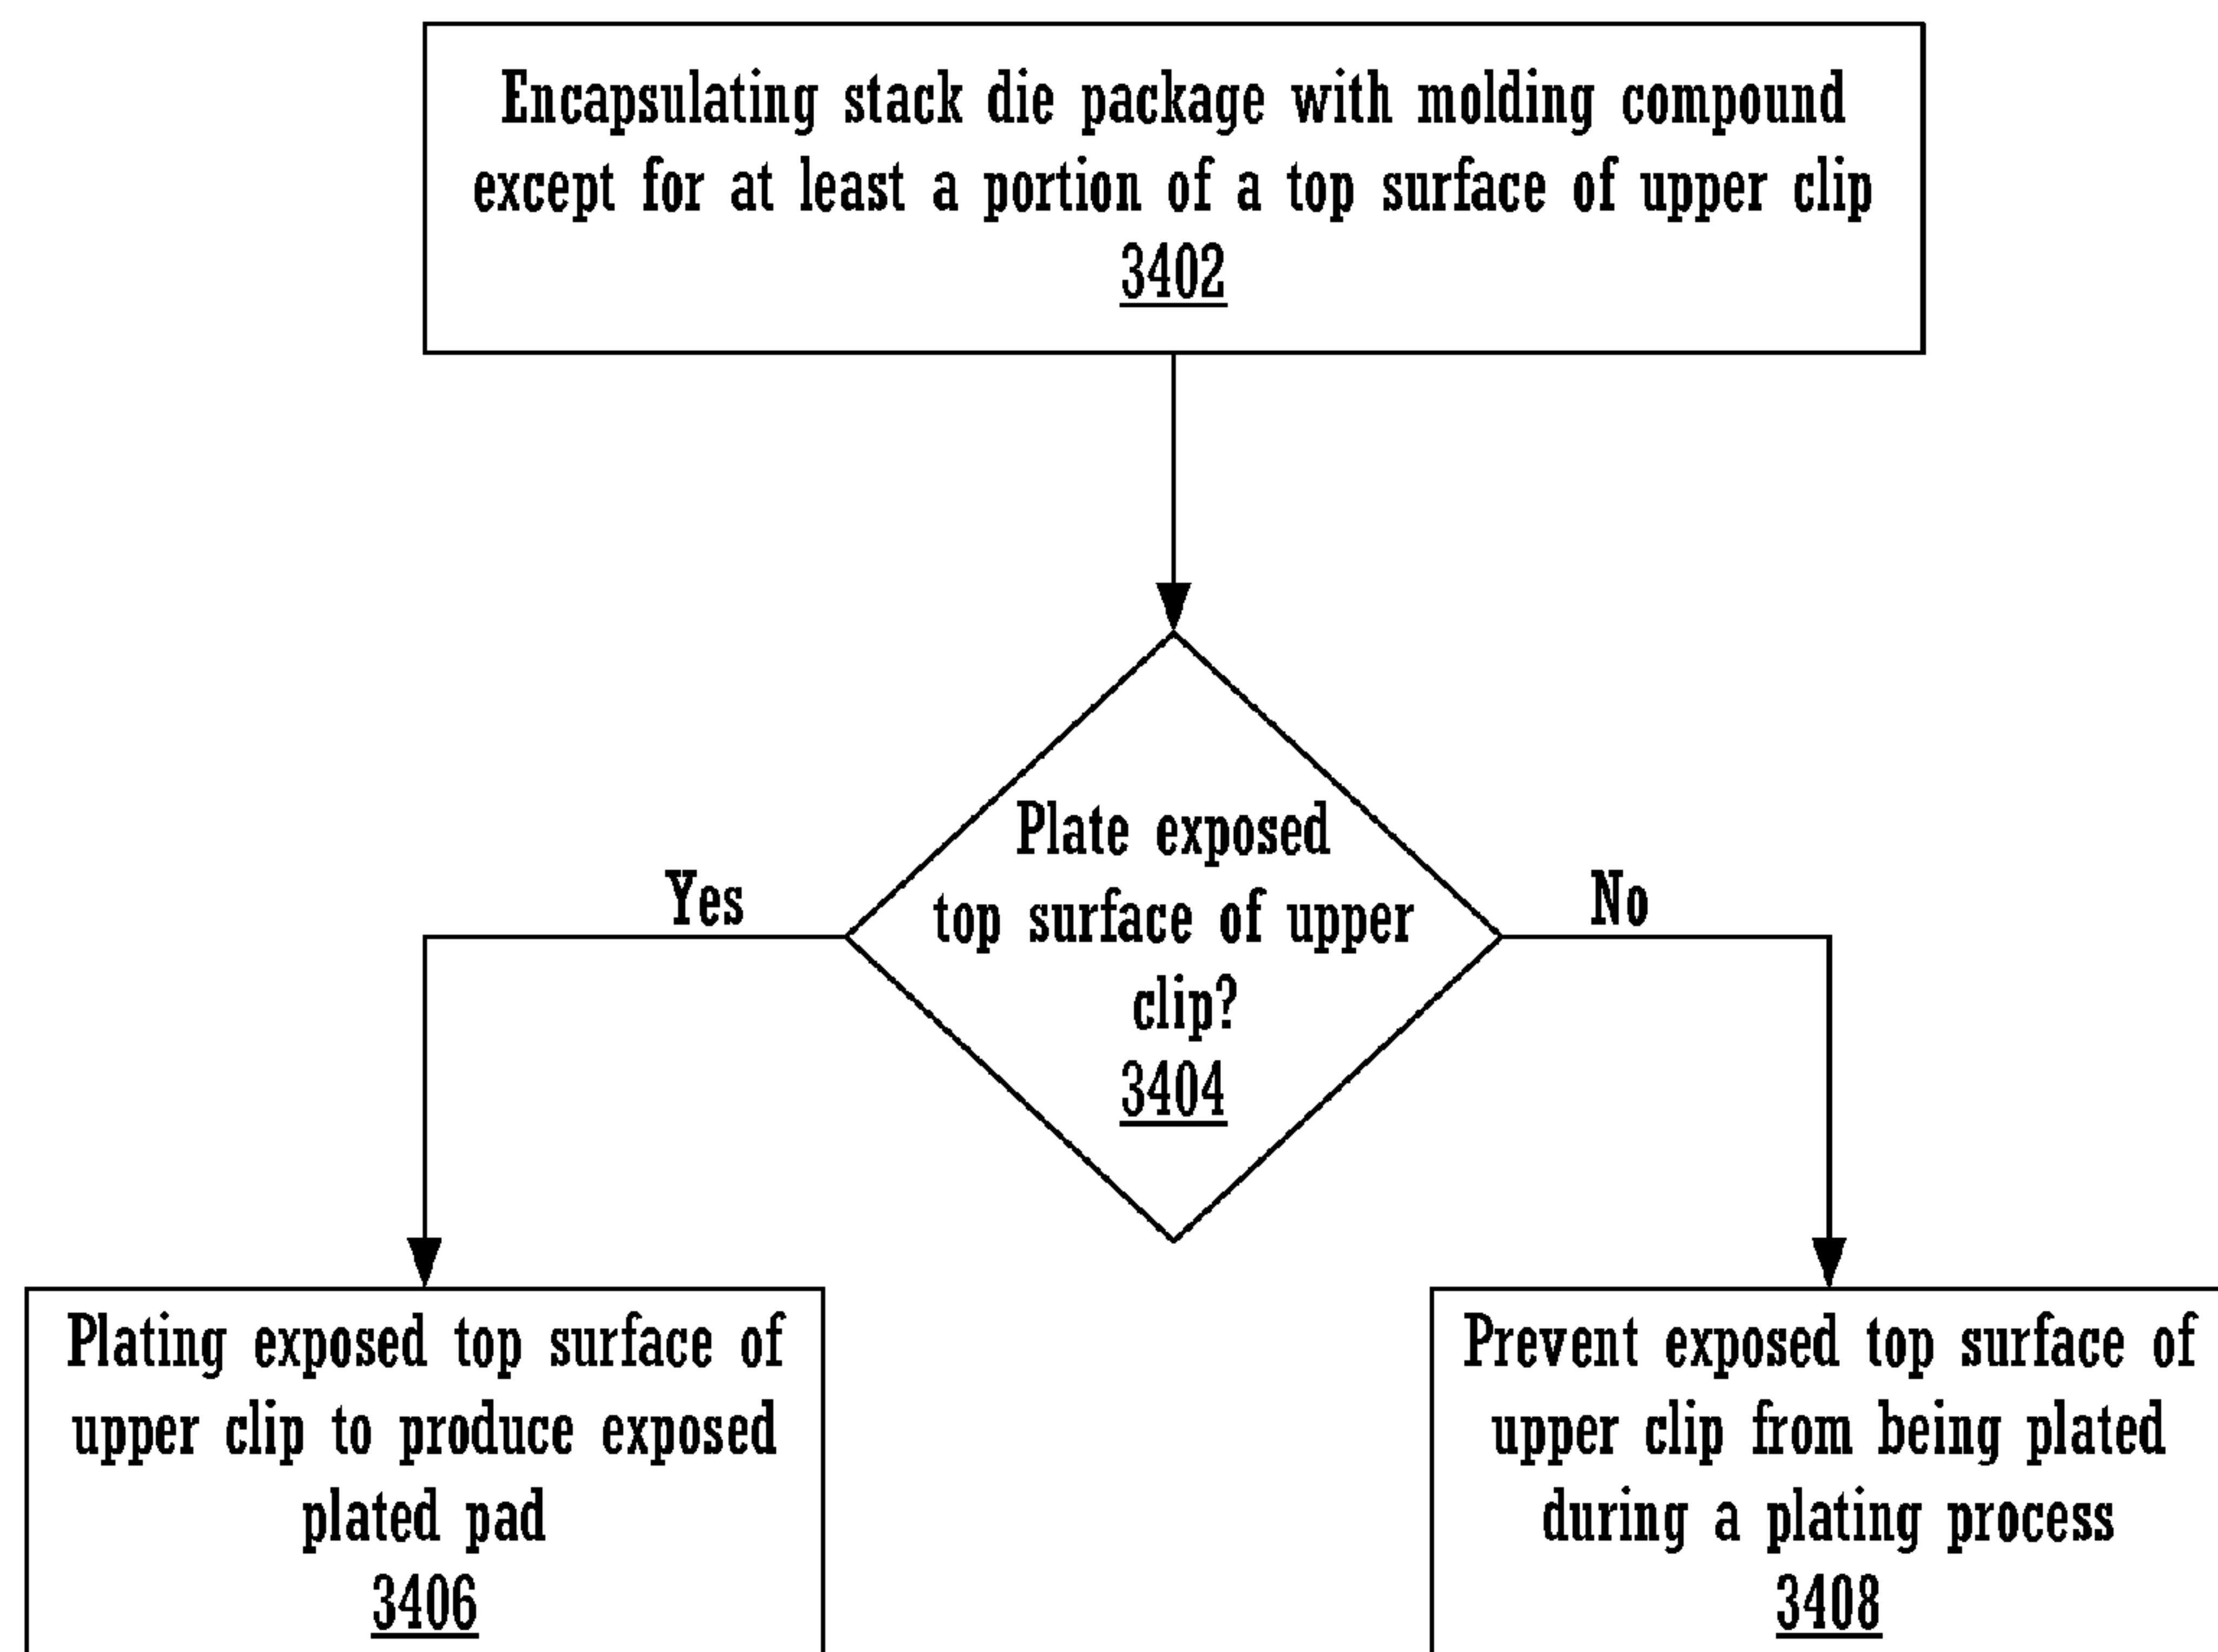 Encapsulating stack die package with molding compound
except for at least a portion of a top surface of upper clip
3402
Plate exposed
top surface of upper
clip?
3404
Yes
No
Plating exposed top surface of
upper clip to produce exposed
plated pad
3406
Prevent exposed top surface of
upper clip from being plated
during a plating process
3408